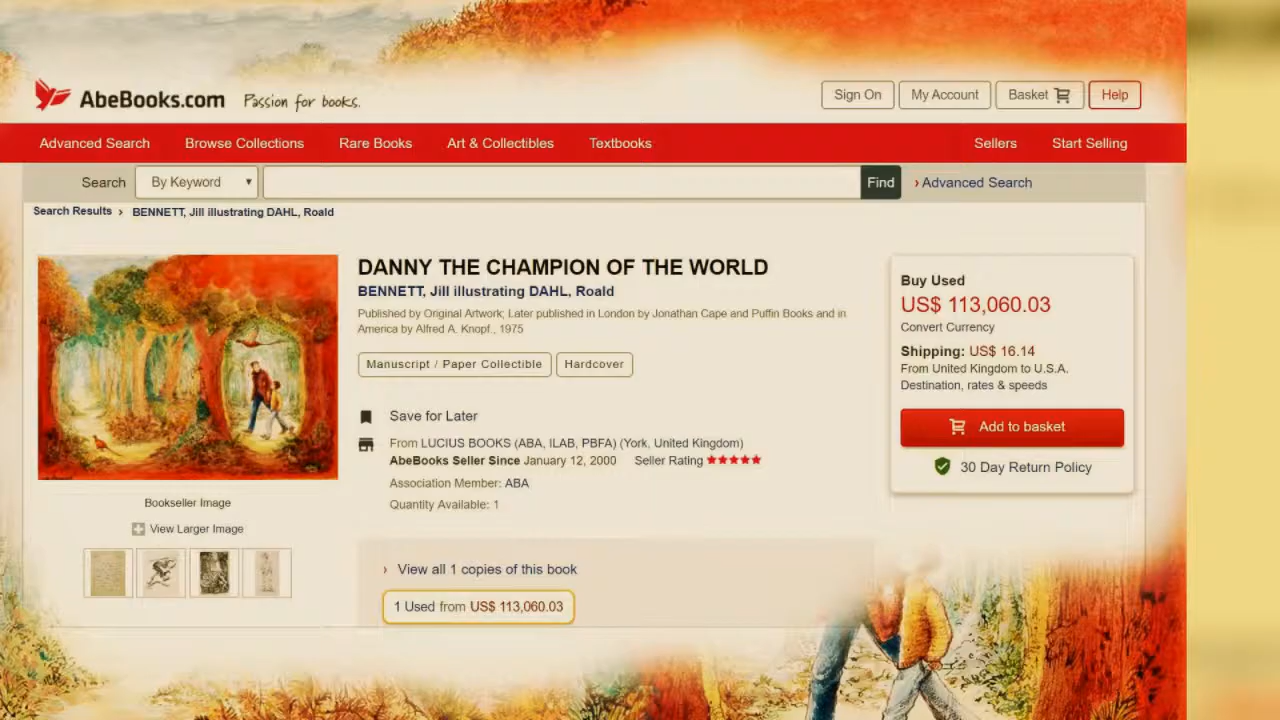 AbeBooks.com Passion for books.
Sign On My Account Basket Help
Advanced Search Browse Collections Rare Books Art & Collectibles Textbooks Sellers Start Selling
Search By Keyword Find › Advanced Search
Search Results › BENNETT, Jill illustrating DAHL, Roald
DANNY THE CHAMPION OF THE WORLD
BENNETT, Jill illustrating DAHL, Roald
Published by Original Artwork; Later published in London by Jonathan Cape and Puffin Books and in
America by Alfred A. Knopf., 1975
Manuscript / Paper Collectible Hardcover
Save for Later
From LUCIUS BOOKS (ABA, ILAB, PBFA) (York, United Kingdom)
AbeBooks Seller Since January 12, 2000 Seller Rating
Association Member: ABA
Quantity Available: 1
Bookseller Image
View Larger Image
› View all 1 copies of this book
1 Used from US$ 113,060.03
Buy Used
US$ 113,060.03
Convert Currency
Shipping: US$ 16.14
From United Kingdom to U.S.A.
Destination, rates & speeds
Add to basket
30 Day Return Policy